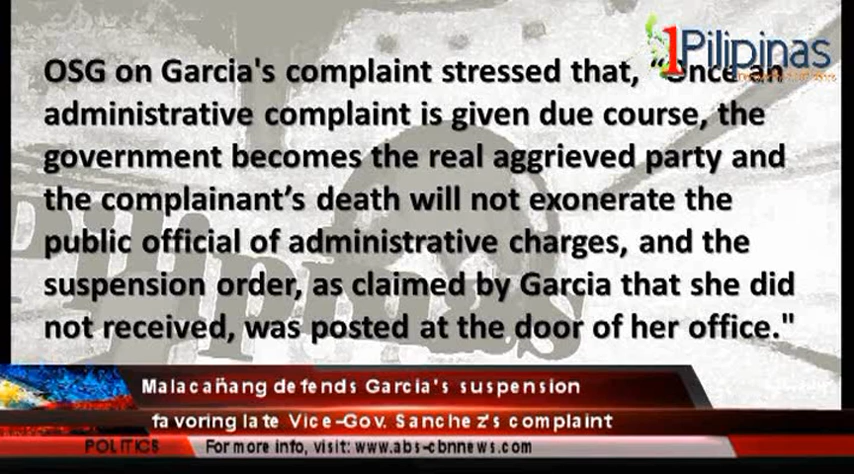 1Pilipinas
OSG on Garcia's complaint stressed that, "Once an
administrative complaint is given due course, the
government becomes the real aggrieved party and
the complainant's death will not exonerate the
public official of administrative charges, and the
suspension order, as claimed by Garcia that she did
not received, was posted at the door of her office."
Malacañang defends Garcia's suspension
favoring late Vice-Gov. Sanchez's complaint
POLITICS For more info, visit: www.abs-cbnnews.com